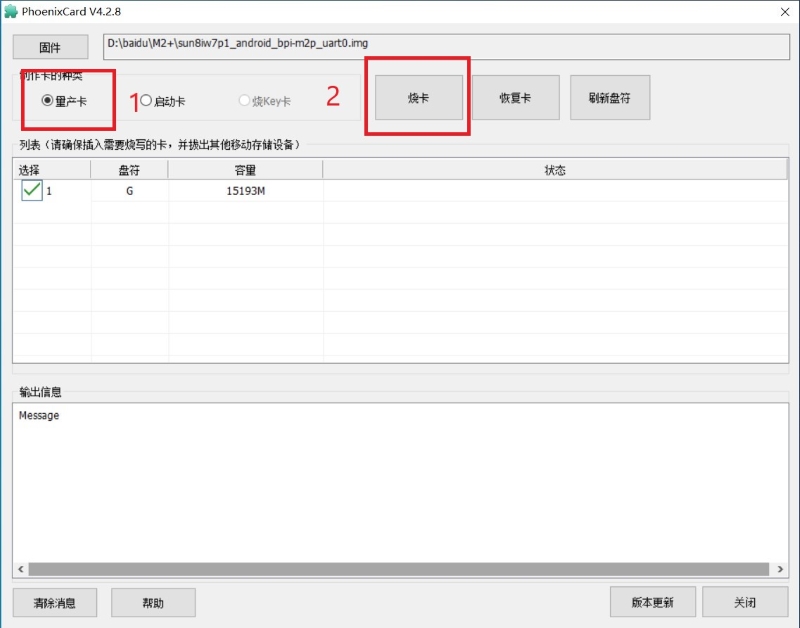 PhoenixCard V4.2.8
固件
D:\baidu\M2+\sun8iw7p1_android_bpi-m2p_uart0.img
制作卡的种类
量产卡 1 启动卡 烧Key卡 2 烧卡 恢复卡 刷新盘符
列表（请确保插入需要烧写的卡，并拔出其他移动存储设备）
选择 盘符 容量 状态
1 G 15193M
输出信息
Message
清除消息 帮助 版本更新 关闭